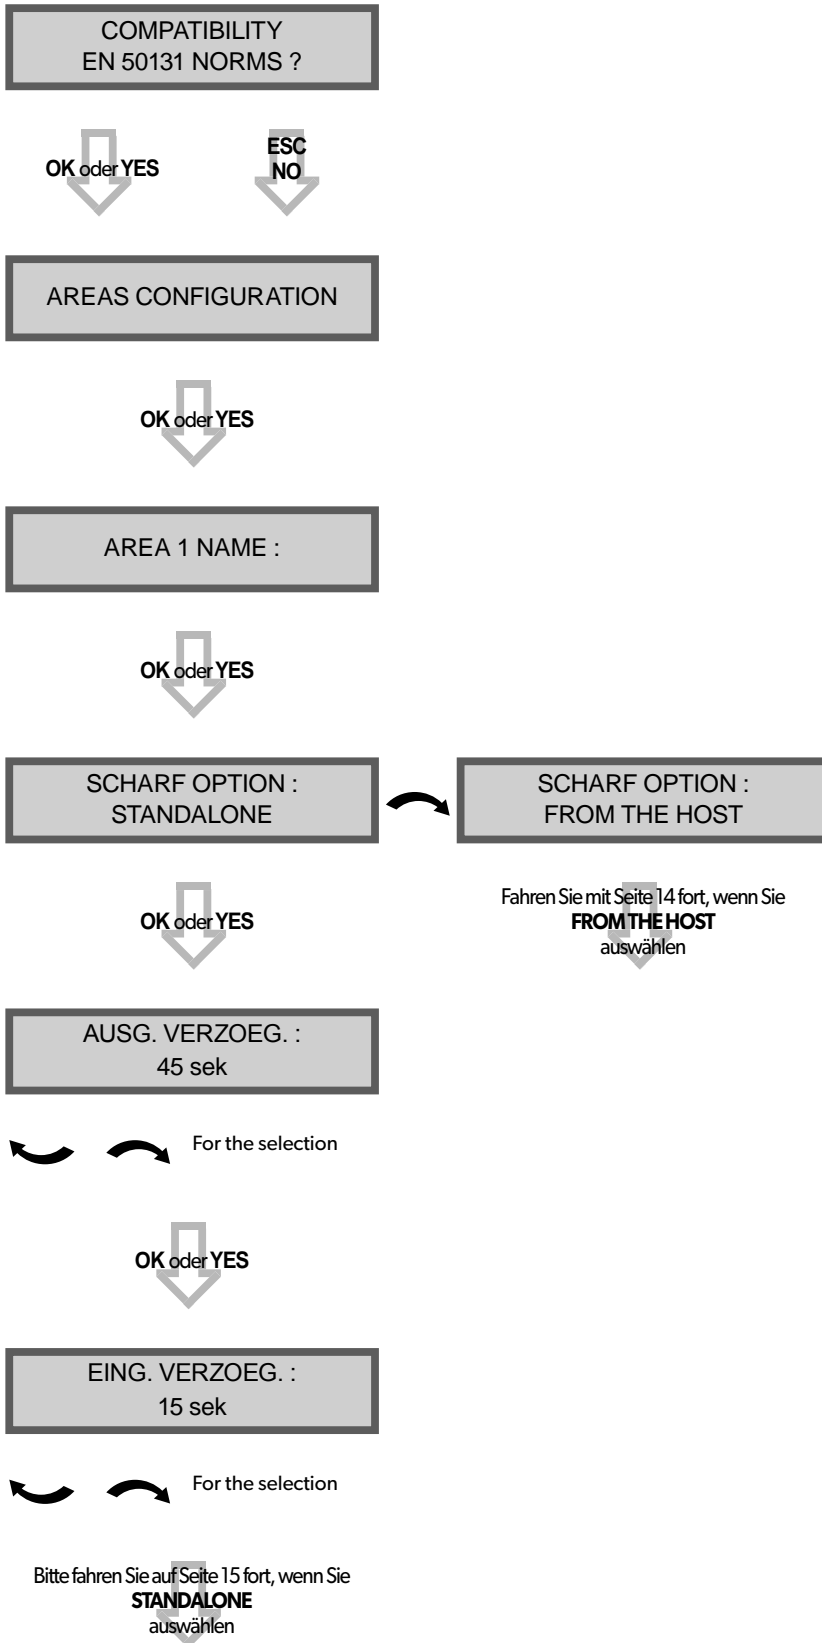 COMPATIBILITY
EN 50131 NORMS ?
OK oder YES
ESC
NO
AREAS CONFIGURATION
OK oder YES
AREA 1 NAME :
OK oder YES
SCHARF OPTION :
STANDALONE
SCHARF OPTION :
FROM THE HOST
OK oder YES
Fahren Sie mit Seite 14 fort, wenn Sie
FROM THE HOST
auswählen
AUSG. VERZOEG. :
45 sek
For the selection
OK oder YES
EING. VERZOEG. :
15 sek
For the selection
Bitte fahren Sie auf Seite 15 fort, wenn Sie
STANDALONE
auswählen